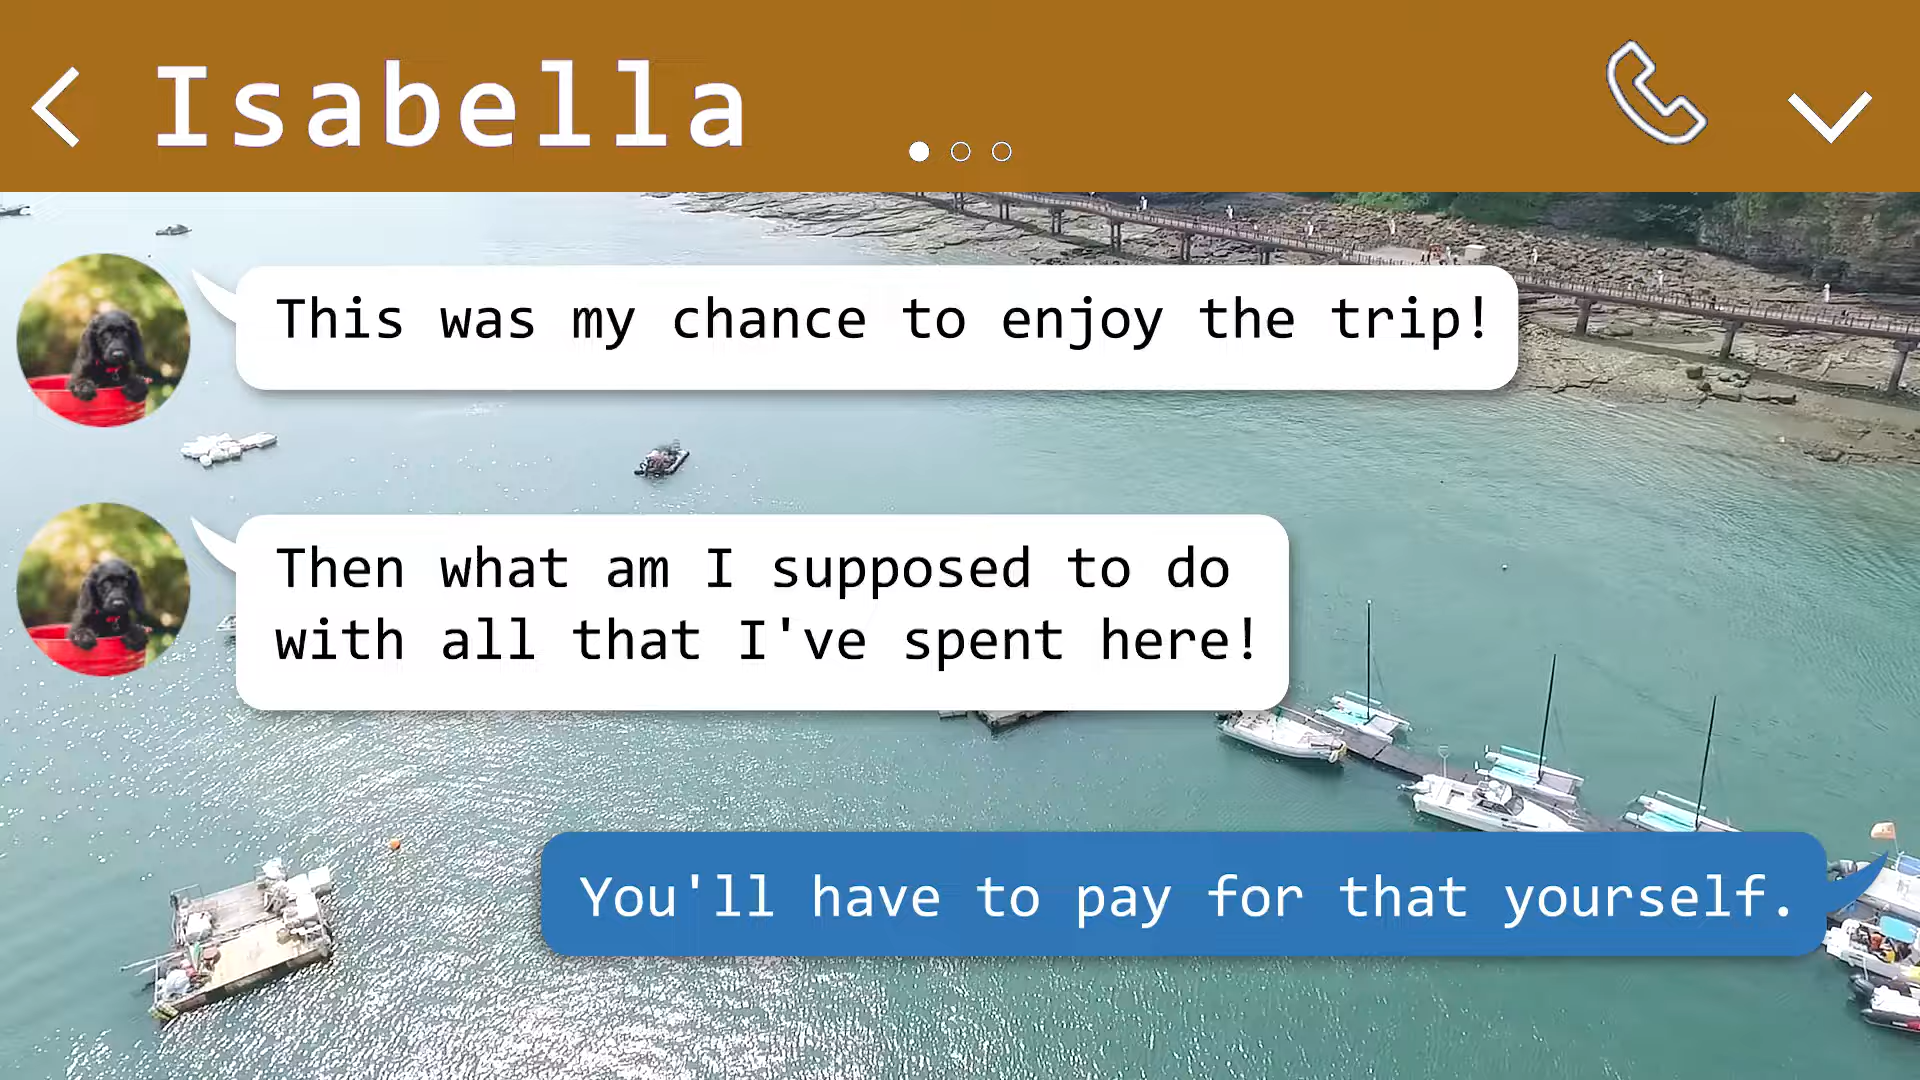 Isabella
This was my chance to enjoy the trip!
Then what am I supposed to do
with all that I've spent here!
You'll have to pay for that yourself.